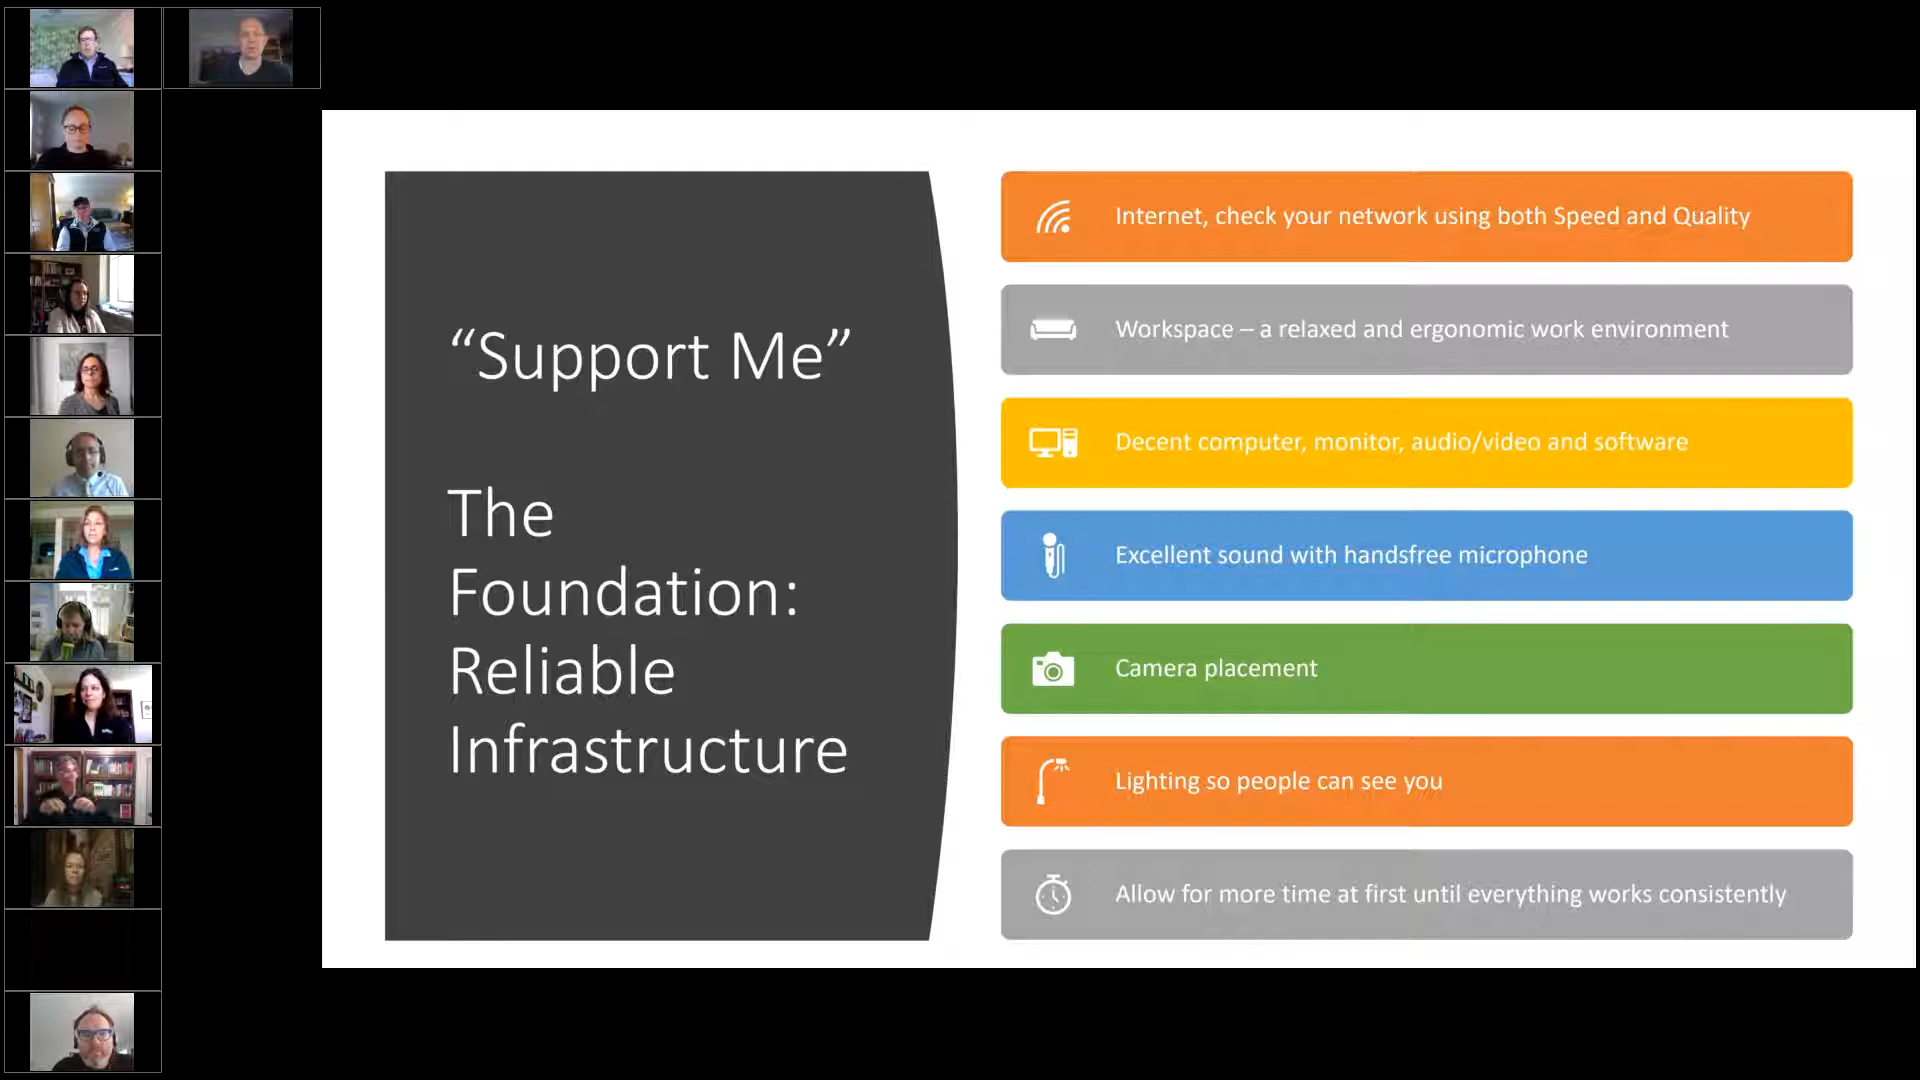 “Support Me”
The
Foundation:
Reliable
Infrastructure
Internet, check your network using both Speed and Quality
Workspace – a relaxed and ergonomic work environment
Decent computer, monitor, audio/video and software
Excellent sound with handsfree microphone
Camera placement
Lighting so people can see you
Allow for more time at first until everything works consistently